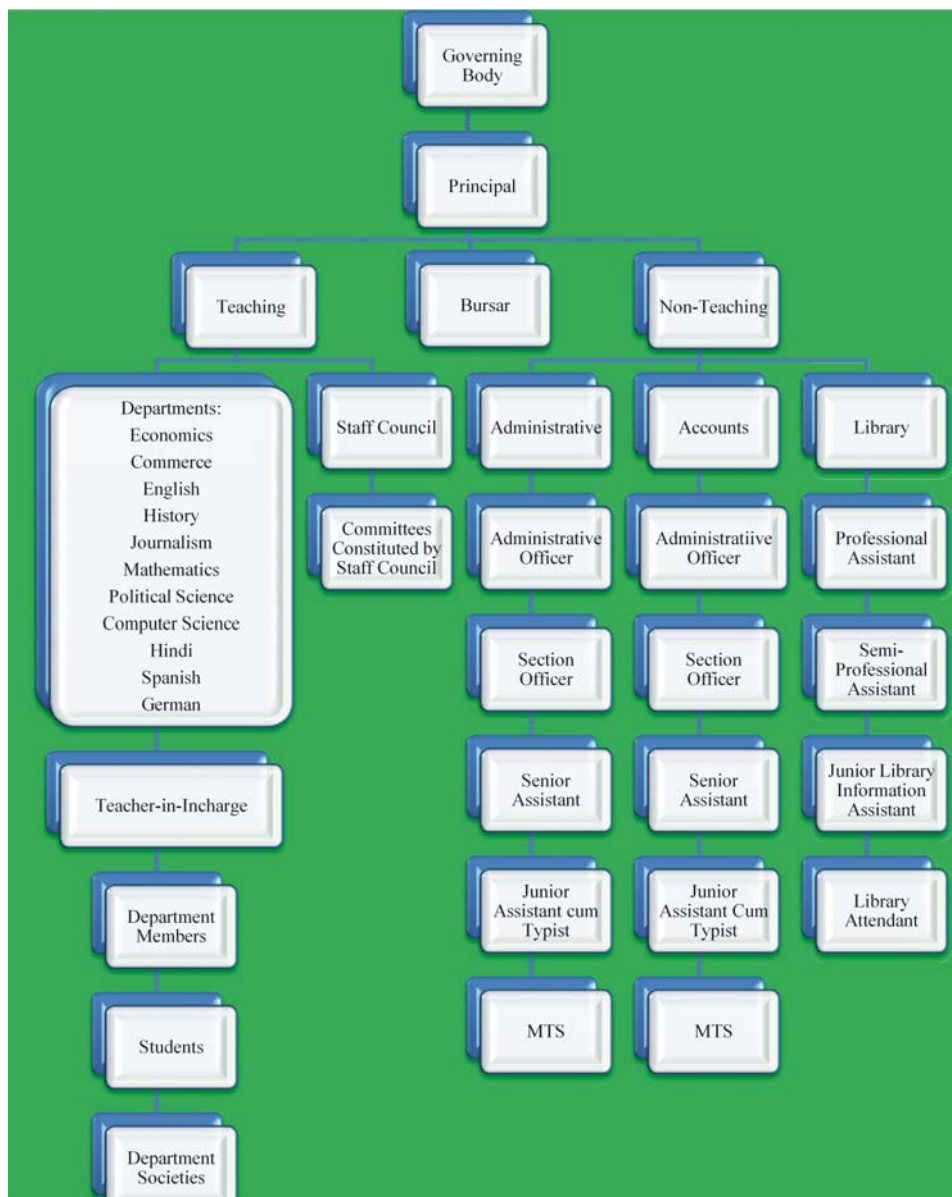 Governing
Body
Principal
Teaching
Bursar
Non-Teaching
Departments:
Economics
Commerce
English
History
Journalism
Mathematics
Political Science
Computer Science
Hindi
Spanish
German
Teacher-in-Incharge
Department
Members
Students
Department
Societies
Staff Council
Committees
Constituted by
Staff Council
Administrative
Administrative
Officer
Section
Officer
Senior
Assistant
Junior
Assistant cum
Typist
MTS
Accounts
Administratiive
Officer
Section
Officer
Senior
Assistant
Junior
Assistant Cum
Typist
MTS
Library
Professional
Assistant
Semi-
Professional
Assistant
Junior Library
Information
Assistant
Library
Attendant